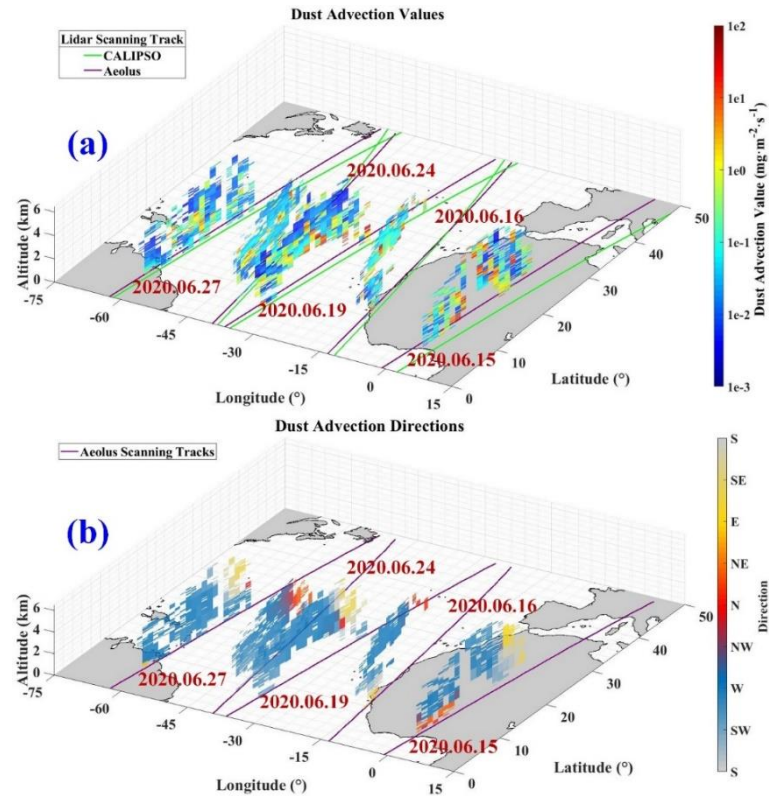 Dust Advection Values
Lidar Scanning Track
CALIPSO
Aeolus
(a)
2020.06.24
2020.06.16
2020.06.27
2020.06.19
2020.06.15
Altitude (km)
6
4
2
0
-75
-60
-45
-30
-15
0
15
Longitude (°)
0
10
20
30
40
50
Latitude (°)
1e2
1e1
1e0
1e-1
1e-2
1e-3
Dust Advection Value (mg·m⁻²·s⁻¹)
Dust Advection Directions
Aeolus Scanning Tracks
(b)
2020.06.24
2020.06.16
2020.06.27
2020.06.19
2020.06.15
Altitude (km)
6
4
2
0
-75
-60
-45
-30
-15
0
15
Longitude (°)
0
10
20
30
40
50
Latitude (°)
S
SE
E
NE
N
NW
W
SW
S
Direction